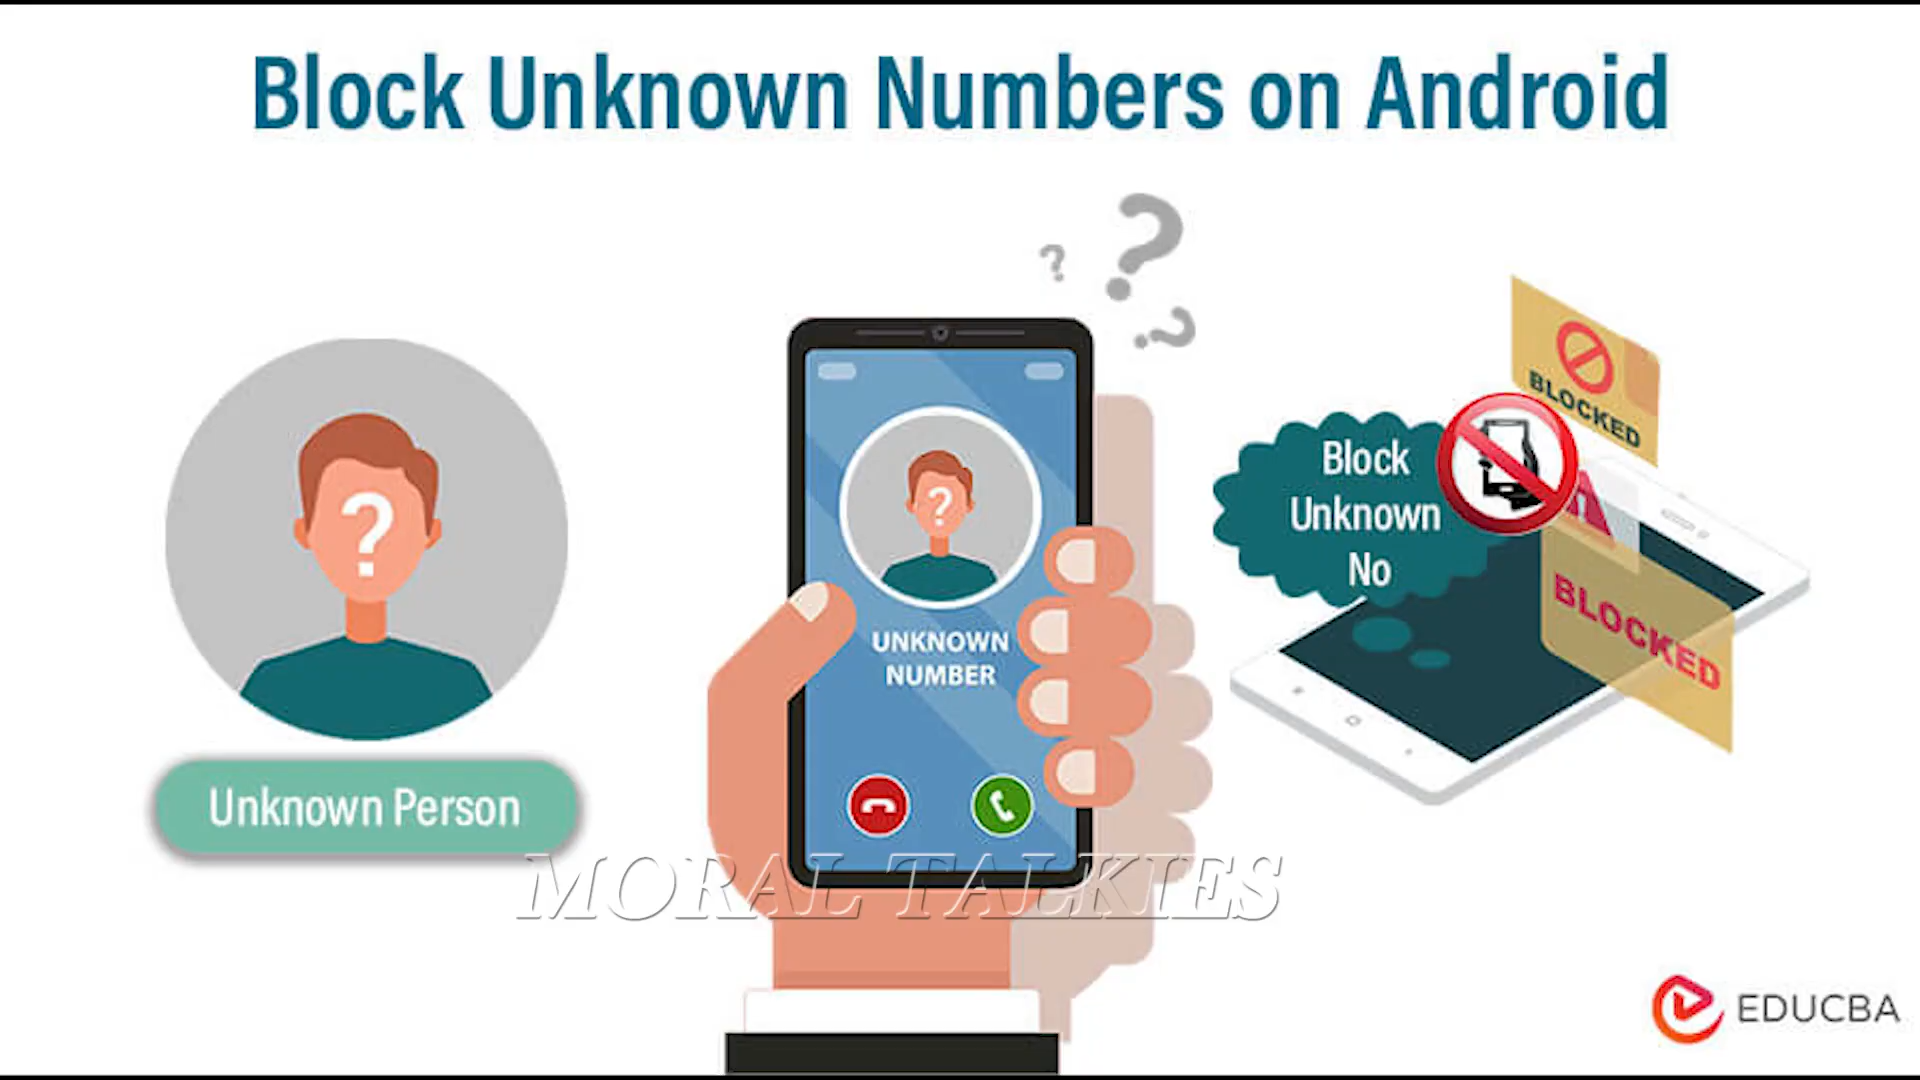 Block Unknown Numbers on Android
BLOCKED
Block
Unknown
No
BLOCKED
UNKNOWN
NUMBER
Unknown Person
MORAL TALKIES
EDUCBA